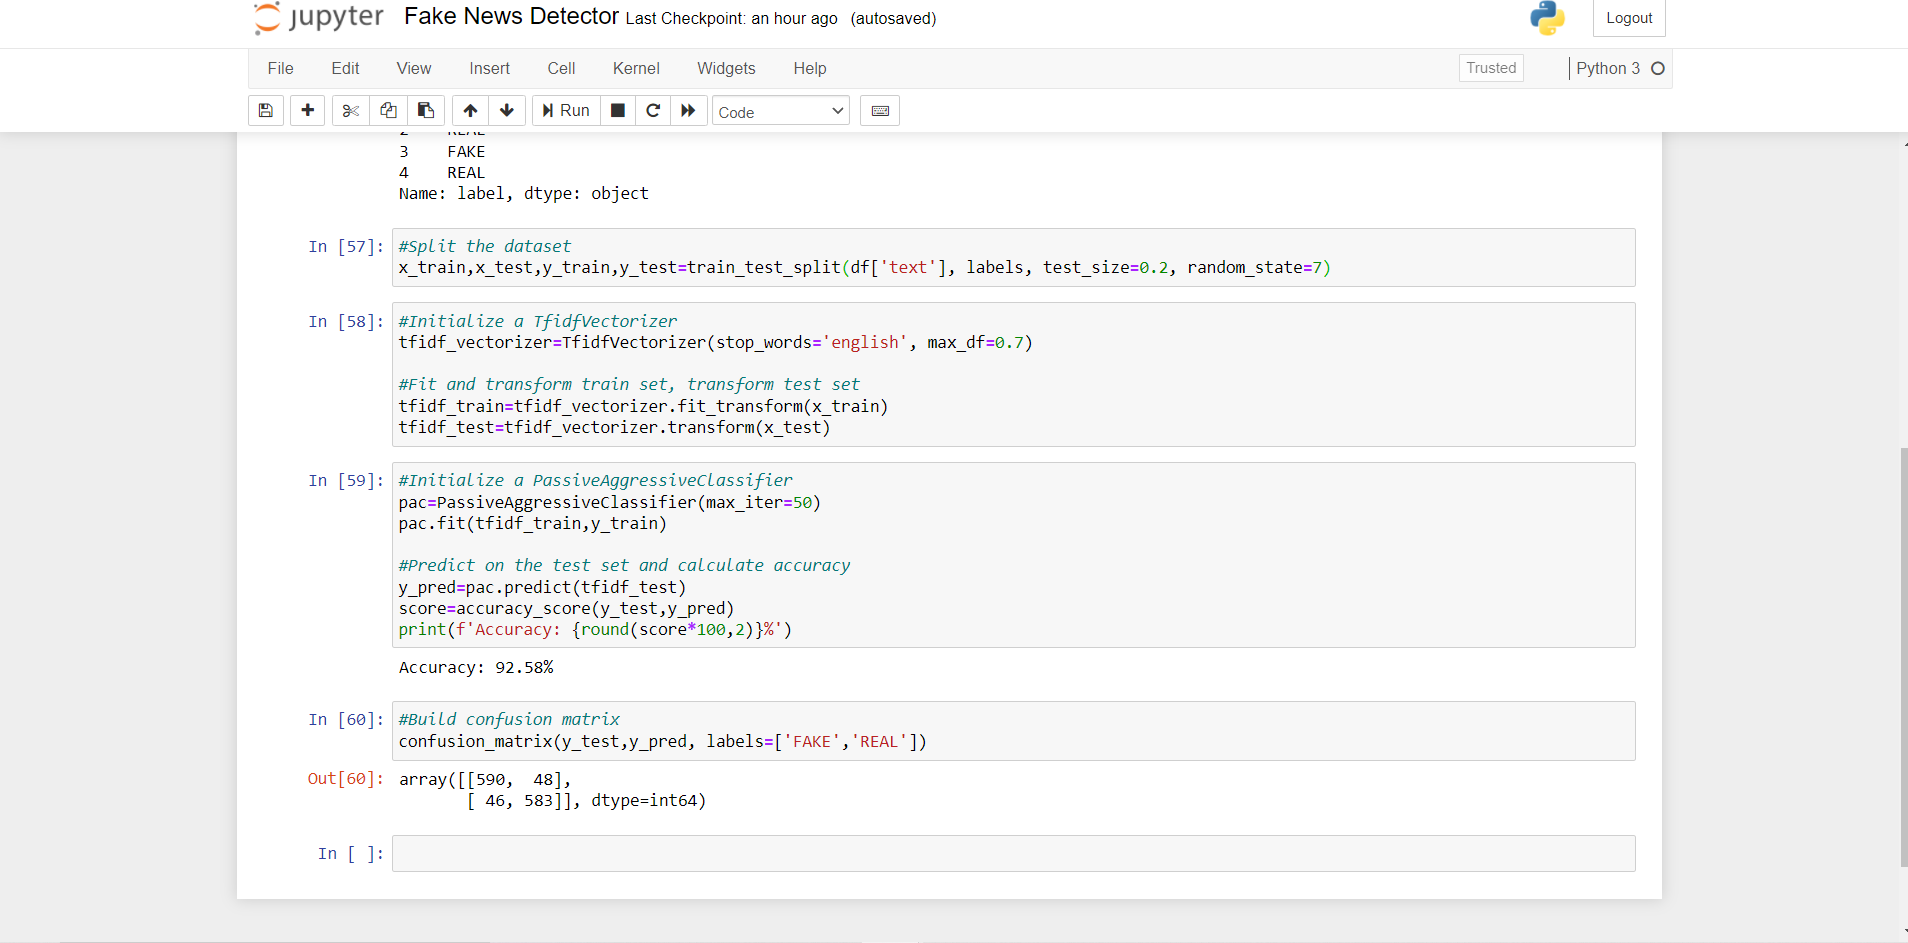 jupyter Fake News Detector Last Checkpoint: an hour ago (autosaved) Logout
File Edit View Insert Cell Kernel Widgets Help Trusted Python 3
Run Code
2    REAL
3    FAKE
4    REAL
Name: label, dtype: object
In [57]: #Split the dataset
x_train,x_test,y_train,y_test=train_test_split(df['text'], labels, test_size=0.2, random_state=7)
In [58]: #Initialize a TfidfVectorizer
tfidf_vectorizer=TfidfVectorizer(stop_words='english', max_df=0.7)
#Fit and transform train set, transform test set
tfidf_train=tfidf_vectorizer.fit_transform(x_train)
tfidf_test=tfidf_vectorizer.transform(x_test)
In [59]: #Initialize a PassiveAggressiveClassifier
pac=PassiveAggressiveClassifier(max_iter=50)
pac.fit(tfidf_train,y_train)
#Predict on the test set and calculate accuracy
y_pred=pac.predict(tfidf_test)
score=accuracy_score(y_test,y_pred)
print(f'Accuracy: {round(score*100,2)}%')
Accuracy: 92.58%
In [60]: #Build confusion matrix
confusion_matrix(y_test,y_pred, labels=['FAKE','REAL'])
Out[60]: array([[590,  48],
[ 46, 583]], dtype=int64)
In [ ]: